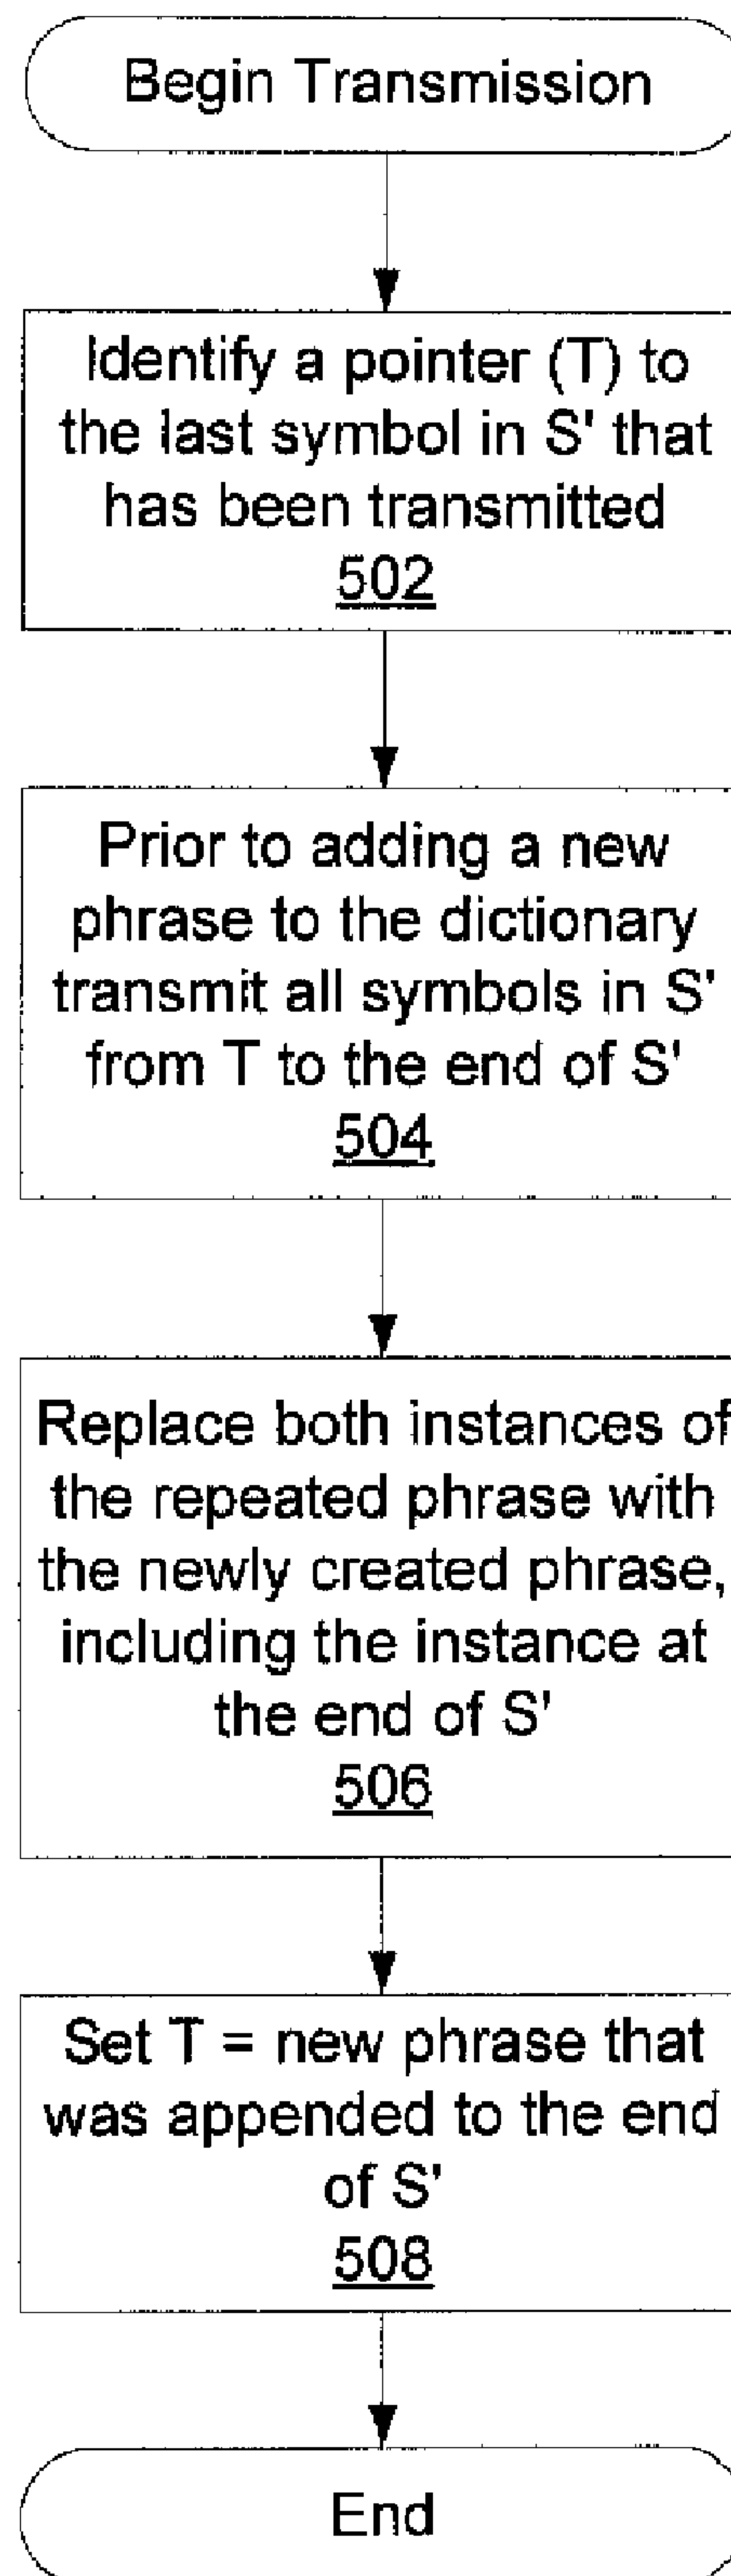 Begin Transmission
Identify a pointer (T) to
the last symbol in S' that
has been transmitted
502
Prior to adding a new
phrase to the dictionary
transmit all symbols in S'
from T to the end of S'
504
Replace both instances of
the repeated phrase with
the newly created phrase,
including the instance at
the end of S'
506
Set T = new phrase that
was appended to the end
of S'
508
End